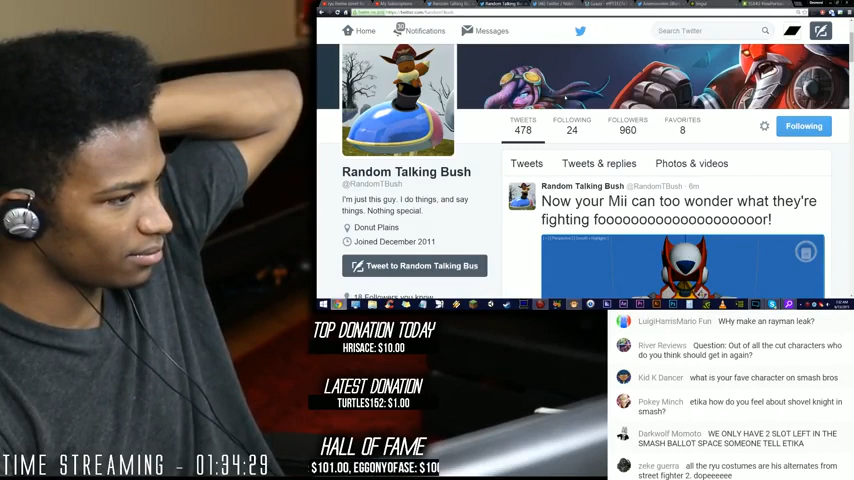 Home
30
Notifications
Messages
Search Twitter
TWEETS
478
FOLLOWING
24
FOLLOWERS
960
FAVORITES
8
Following
Tweets
Tweets & replies
Photos & videos
Random Talking Bush
@RandomTBush
I'm just this guy. I do things, and say
things. Nothing special.
Donut Plains
Joined December 2011
Tweet to Random Talking Bus
18 Followers you know
Random Talking Bush @RandomTBush · 6m
Now your Mii can too wonder what they're
fighting foooooooooooooooooooor!
TOP DONATION TODAY
HRISACE: $10.00
LATEST DONATION
TURTLES152: $1.00
HALL OF FAME
$101.00, EGGONYOFASE: $10
TIME STREAMING - 01:34:29
LuigiHarrisMario Fun WHy make an rayman leak?
River Reviews Question: Out of all the cut characters who
do you think should get in again?
Kid K Dancer what is your fave character on smash bros
Pokey Minch etika how do you feel about shovel knight in
smash?
Darkwolf Momoto WE ONLY HAVE 2 SLOT LEFT IN THE
SMASH BALLOT SPACE SOMEONE TELL ETIKA
zeke guerra all the ryu costumes are his alternates from
street fighter 2. dopeeeeee